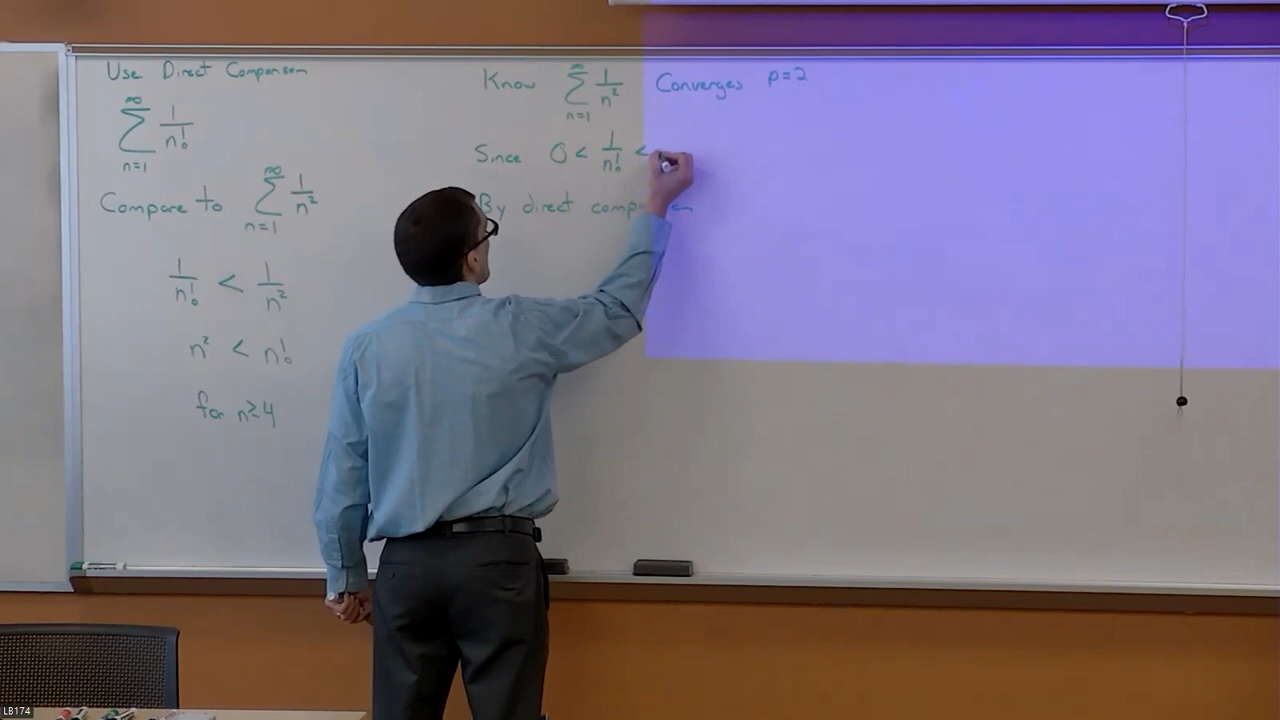 Use Direct Comparison
∞
∑ 1/n!
n=1
Compare to ∞∑n=1 1/n²
1/n! < 1/n²
n² < n!
for n≥4
Know ∞∑n=1 1/n² Converges p=2
Since 0 < 1/n! <
By direct comp
LB174